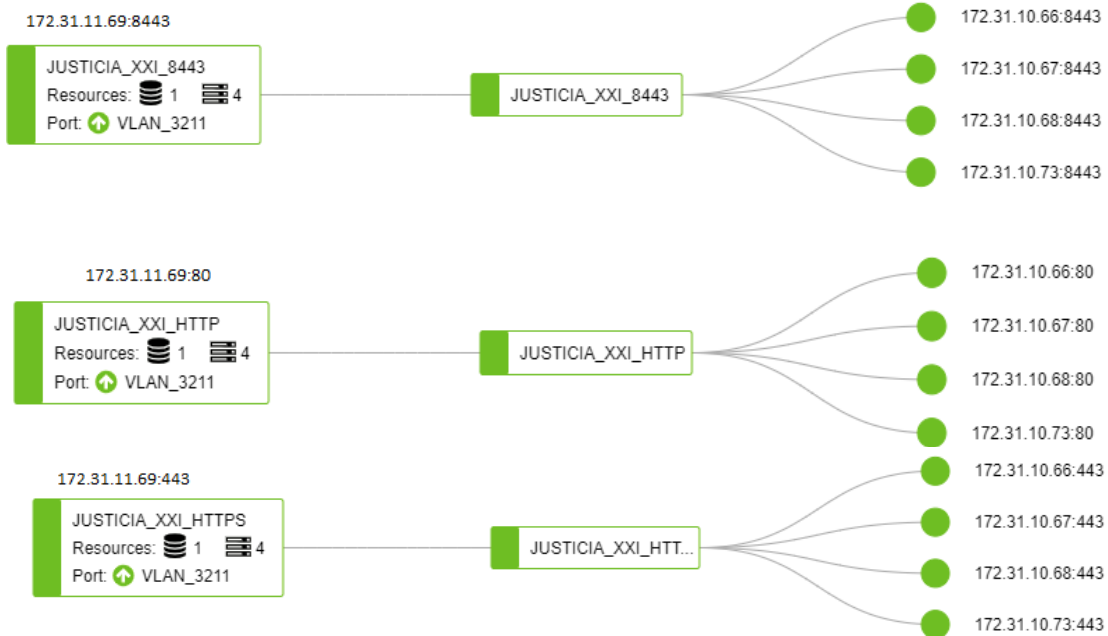 172.31.11.69:8443
JUSTICIA_XXI_8443
Resources: 1 4
Port: VLAN_3211
JUSTICIA_XXI_8443
172.31.10.66:8443
172.31.10.67:8443
172.31.10.68:8443
172.31.10.73:8443
172.31.11.69:80
JUSTICIA_XXI_HTTP
Resources: 1 4
Port: VLAN_3211
JUSTICIA_XXI_HTTP
172.31.10.66:80
172.31.10.67:80
172.31.10.68:80
172.31.10.73:80
172.31.11.69:443
JUSTICIA_XXI_HTTPS
Resources: 1 4
Port: VLAN_3211
JUSTICIA_XXI_HTT...
172.31.10.66:443
172.31.10.67:443
172.31.10.68:443
172.31.10.73:443